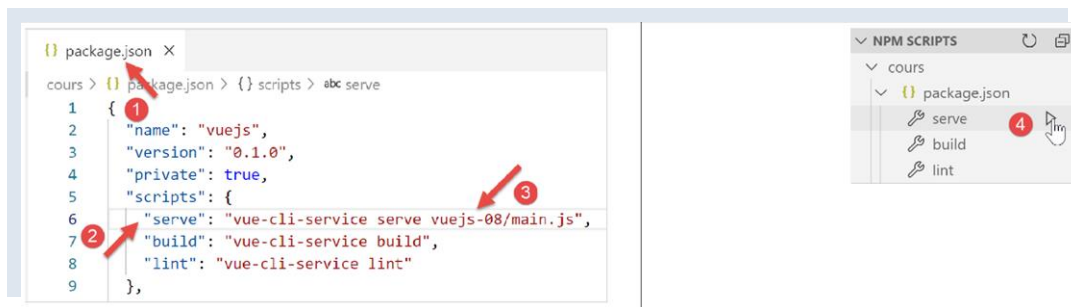 {} package.json ×
cours > {} package.json > {} scripts > abc serve
1 {
2 "name": "vuejs",
3 "version": "0.1.0",
4 "private": true,
5 "scripts": {
6 "serve": "vue-cli-service serve vuejs-08/main.js",
7 "build": "vue-cli-service build",
8 "lint": "vue-cli-service lint"
9 },
1
2
3
NPM SCRIPTS
cours
{} package.json
serve
4
build
lint